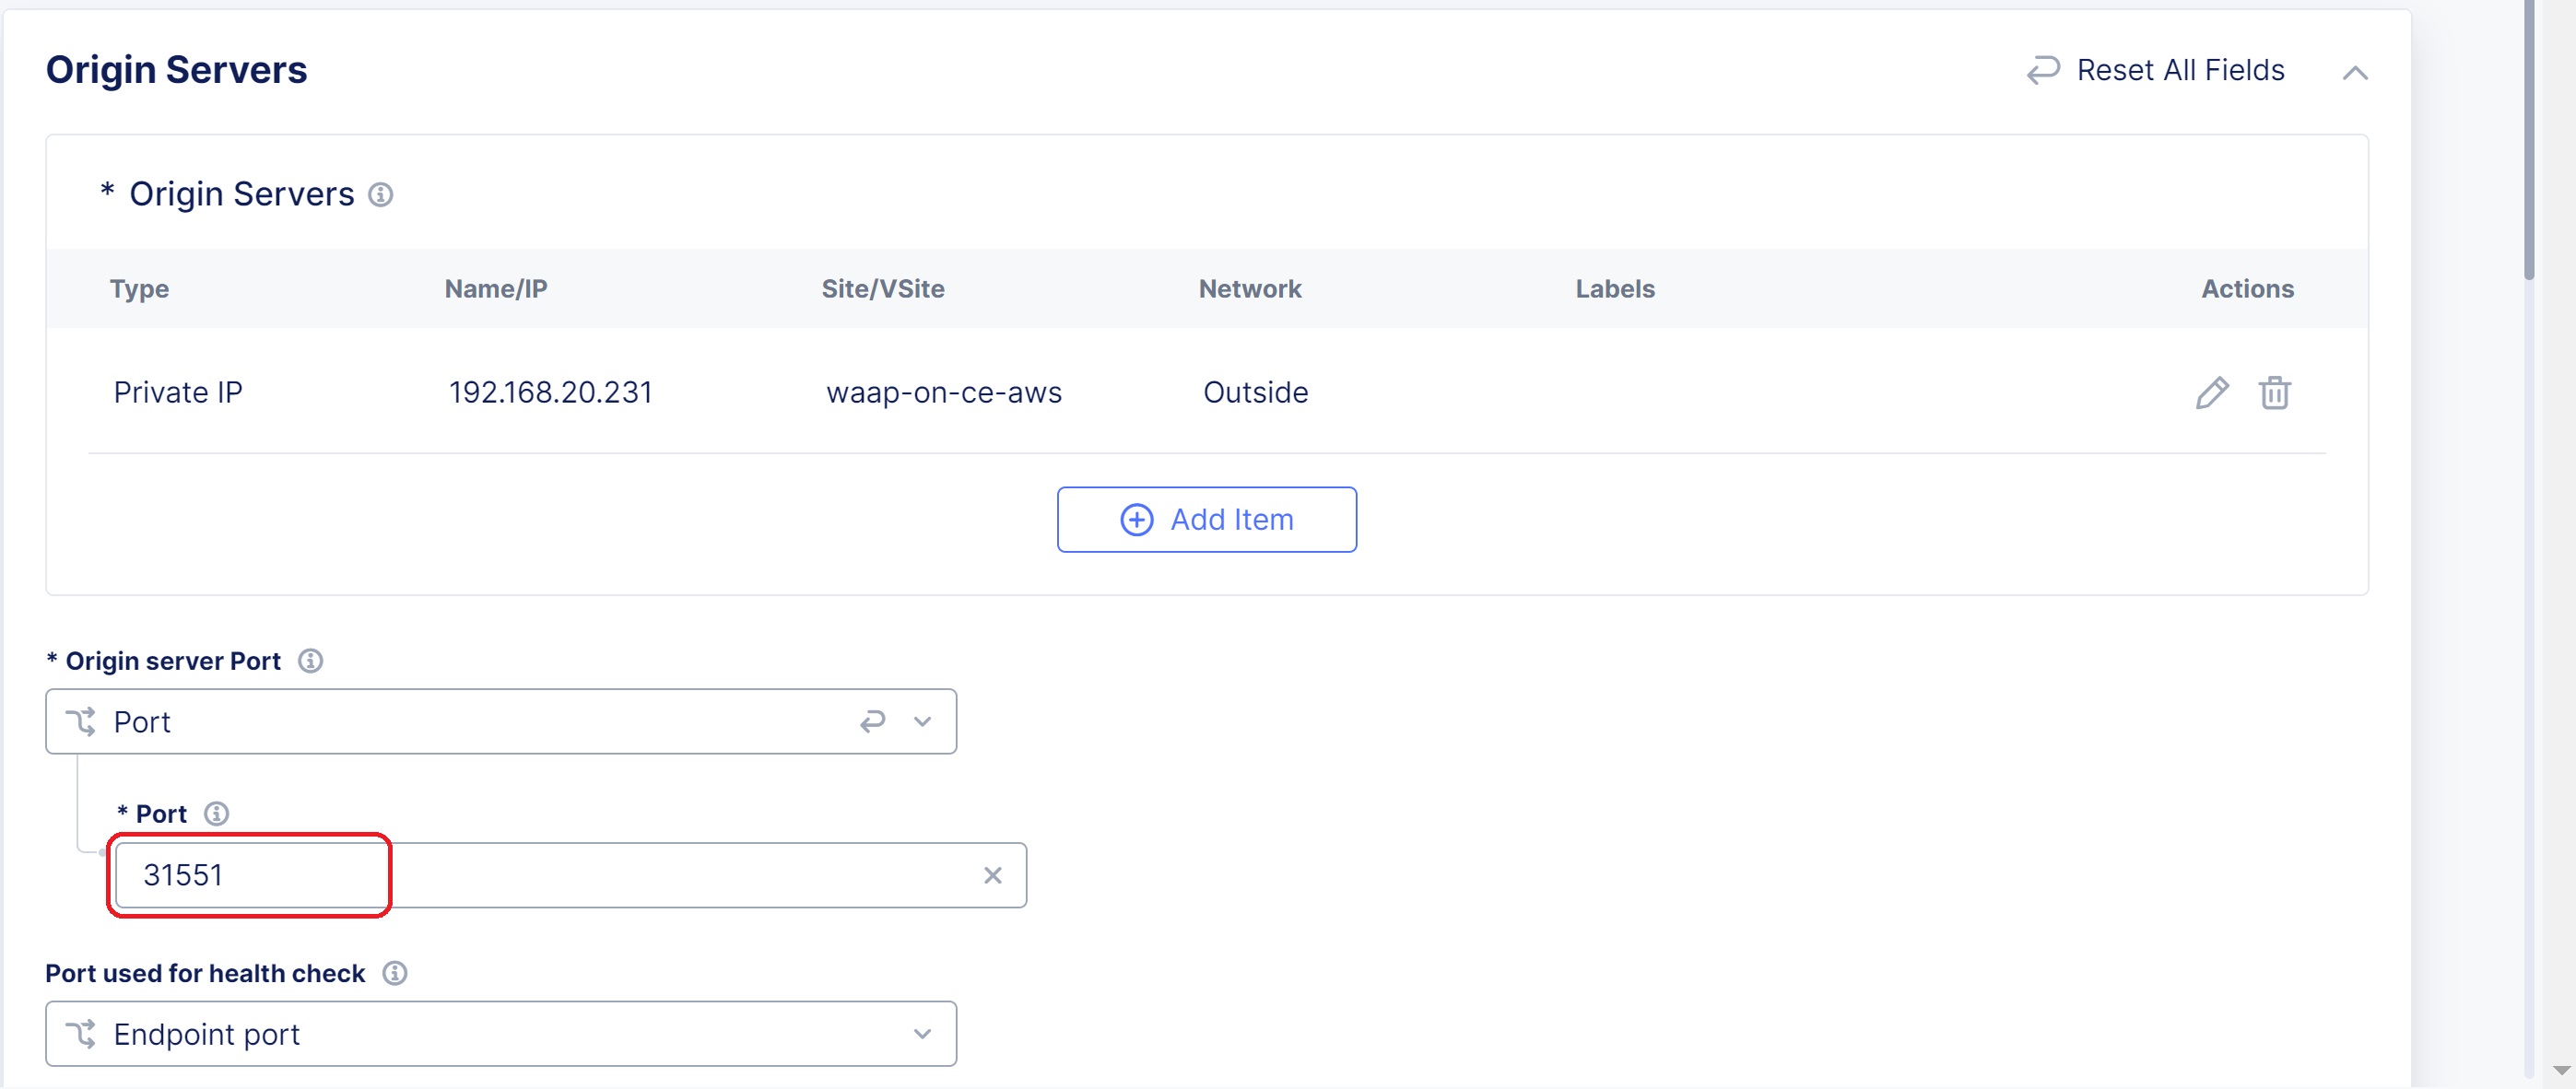 Origin Servers
Reset All Fields
* Origin Servers
Type Name/IP Site/VSite Network Labels Actions
Private IP 192.168.20.231 waap-on-ce-aws Outside
Add Item
* Origin server Port
Port
* Port
31551
Port used for health check
Endpoint port